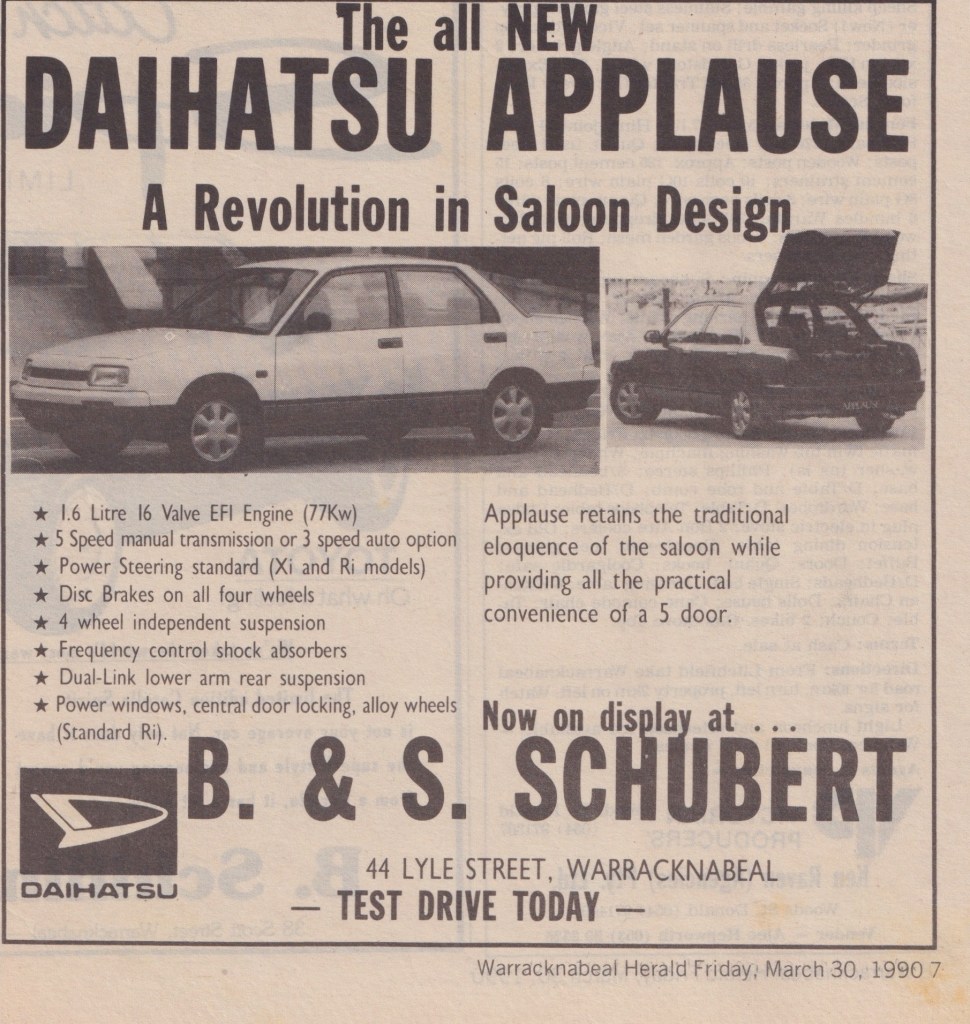 The all NEW
DAIHATSU APPLAUSE
A Revolution in Saloon Design
★ 1.6 Litre 16 Valve EFI Engine (77Kw)
★ 5 Speed manual transmission or 3 speed auto option
★ Power Steering standard (Xi and Ri models)
★ Disc Brakes on all four wheels
★ 4 wheel independent suspension
★ Frequency control shock absorbers
★ Dual-Link lower arm rear suspension
★ Power windows, central door locking, alloy wheels
(Standard Ri).
Applause retains the traditional
eloquence of the saloon while
providing all the practical
convenience of a 5 door.
Now on display at
B. & S. SCHUBERT
DAIHATSU
44 LYLE STREET, WARRACKNABEAL
— TEST DRIVE TODAY —
Warracknabeal Herald Friday, March 30, 1990 7